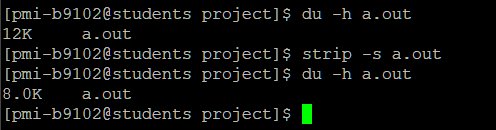 [pmi-b9102@students project]$ du -h a.out
12K     a.out
[pmi-b9102@students project]$ strip -s a.out
[pmi-b9102@students project]$ du -h a.out
8.0K    a.out
[pmi-b9102@students project]$